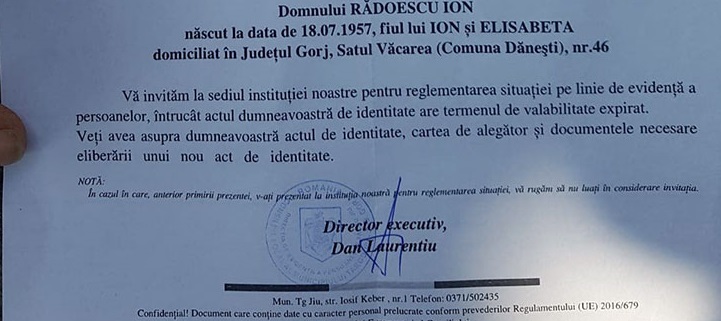 Domnului RĂDOESCU ION
născut la data de 18.07.1957, fiul lui ION și ELISABETA
domiciliat în Județul Gorj, Satul Văcarea (Comuna Dănești), nr.46
Vă invităm la sediul instituției noastre pentru reglementarea situației pe linie de evidență a
persoanelor, întrucât actul dumneavoastră de identitate are termenul de valabilitate expirat.
Veți avea asupra dumneavoastră actul de identitate, cartea de alegător și documentele necesare
eliberării unui nou act de identitate.
NOTĂ:
În cazul în care, anterior primirii prezentei, v-ați prezentat la instituția noastră pentru reglementarea situației, vă rugăm să nu luați în considerare invitația.
Director executiv,
Dan Laurentiu
Mun. Tg Jiu, str. Iosif Keber , nr.1 Telefon: 0371/502435
Confidențial! Document care conține date cu caracter personal prelucrate conform prevederilor Regulamentului (UE) 2016/679